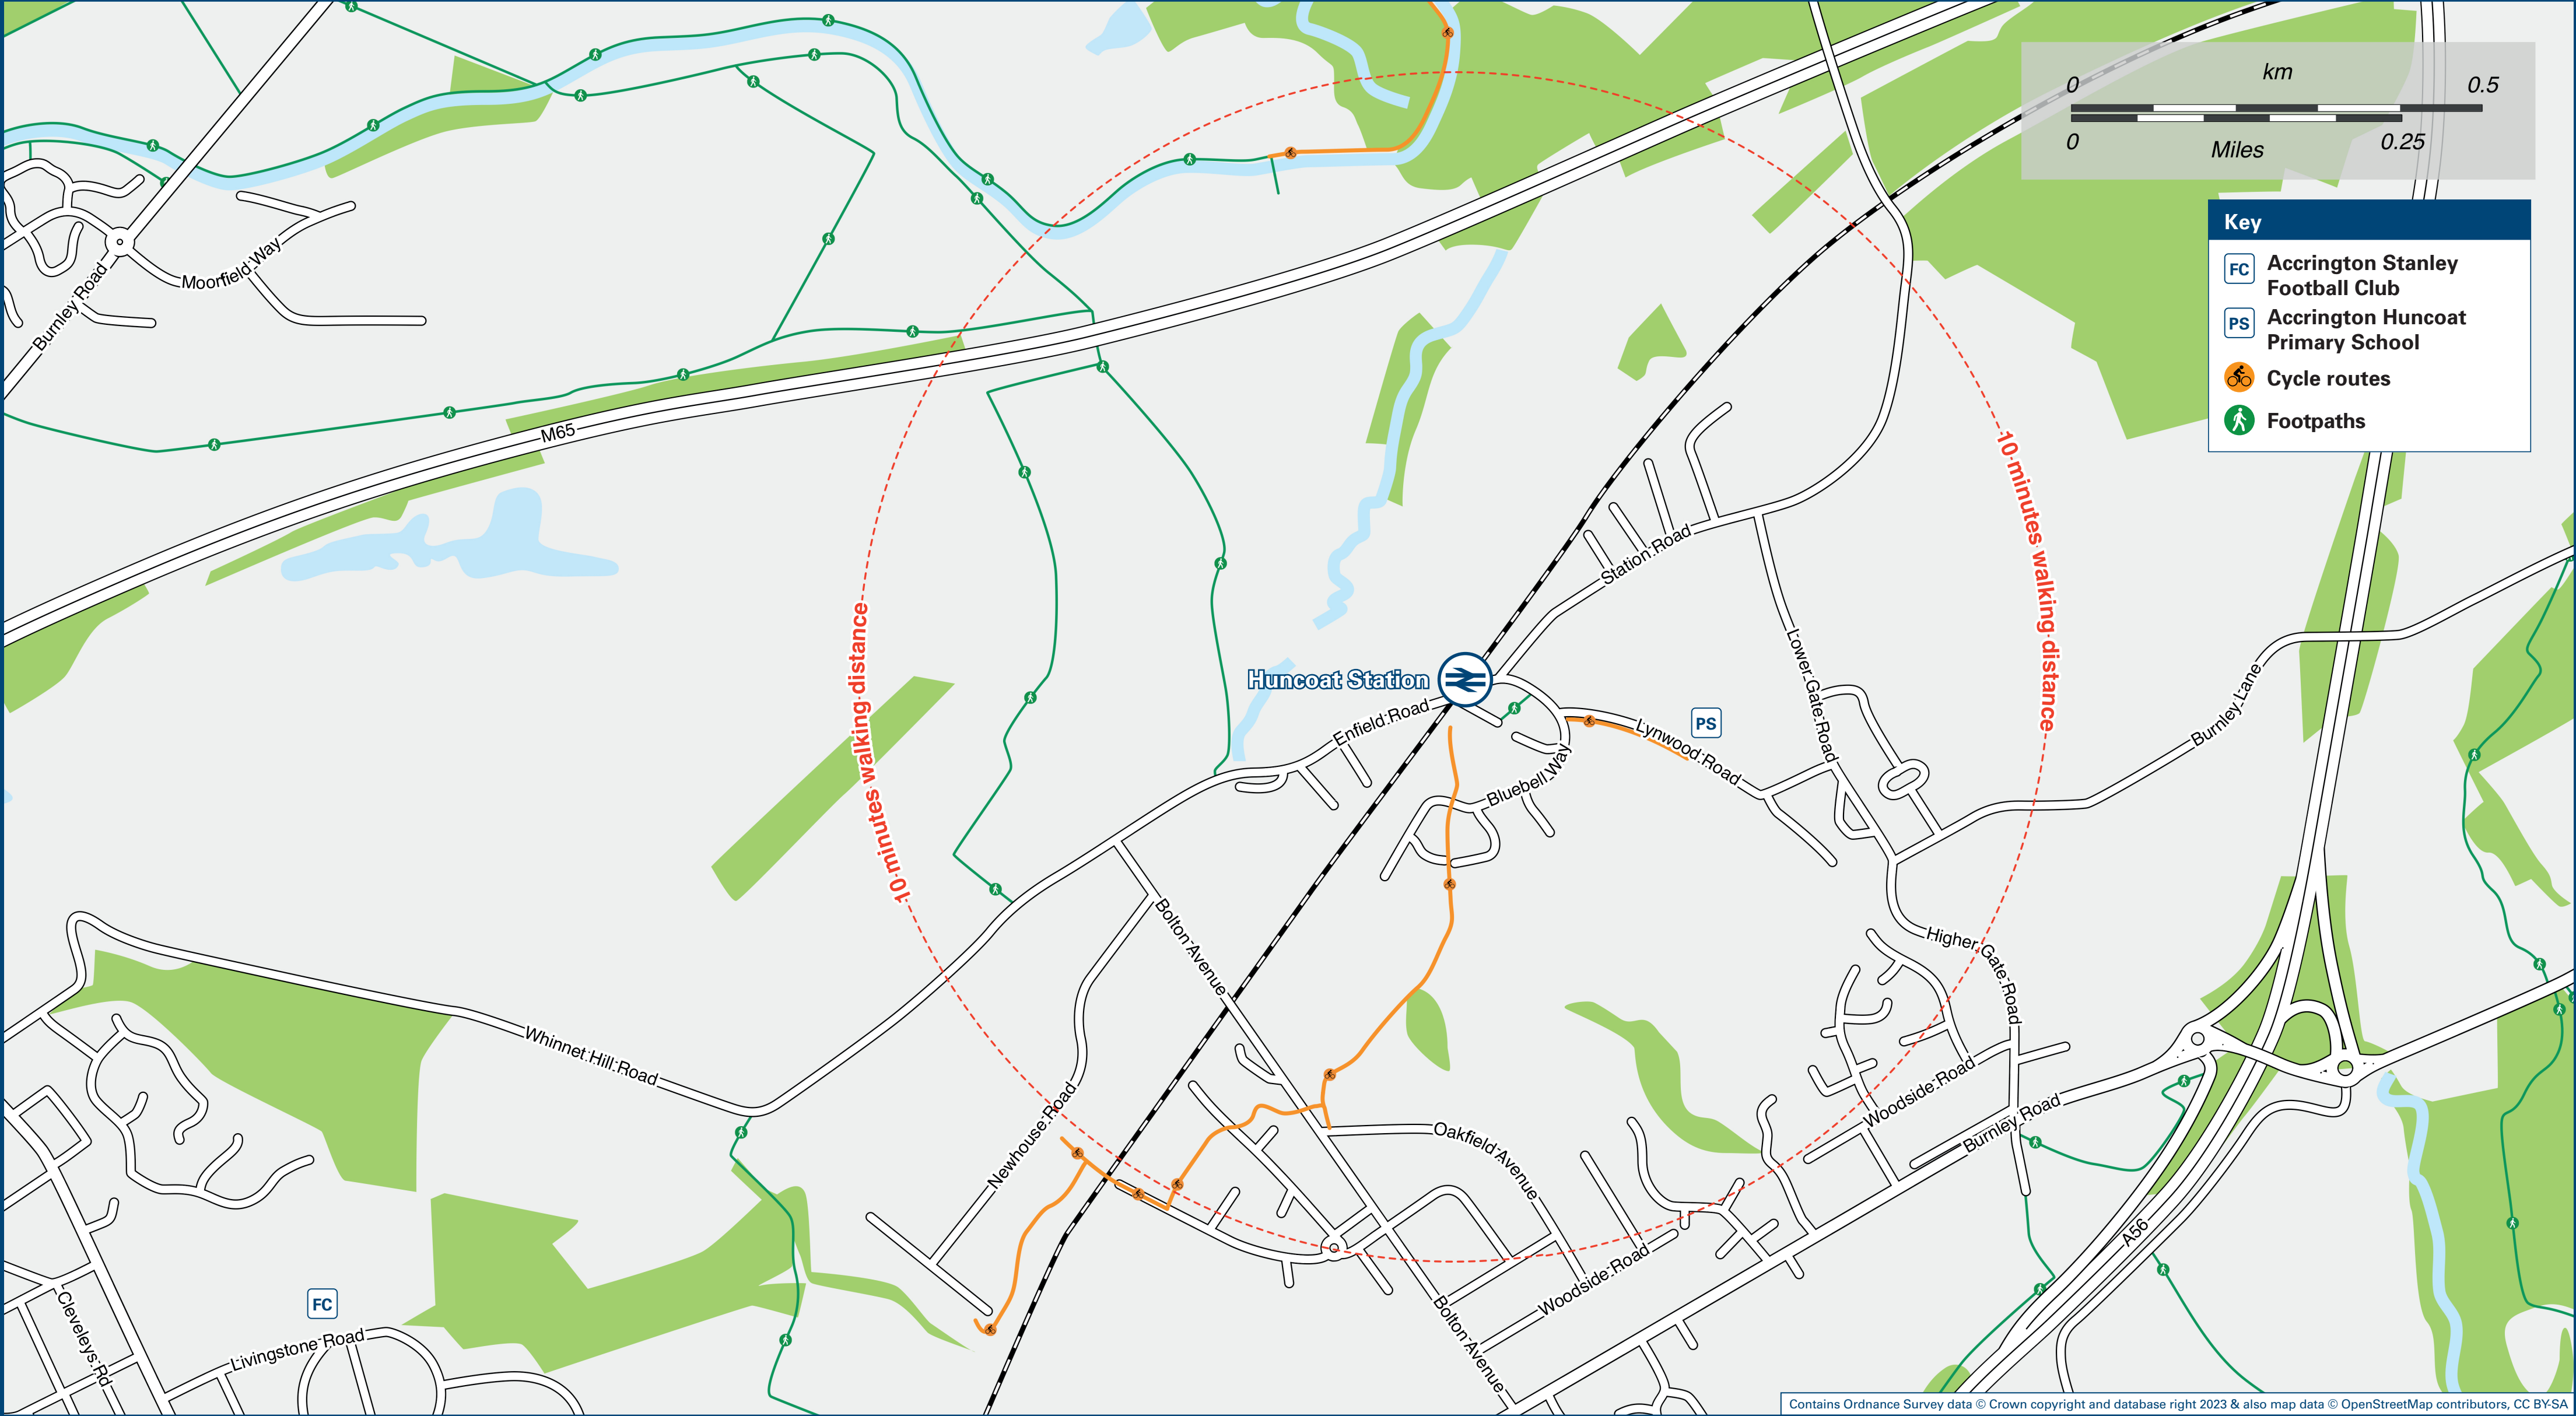 km
0
0.5
0
0.25
Miles
Key
FC
Accrington Stanley
Football Club
PS
Accrington Huncoat
Primary School
Cycle routes
Footpaths
Moorfield Way
Burnley Road
M65
10 minutes walking distance
Station Road
10 minutes walking distance
Lower Gate Road
Huncoat Station
Enfield Road
PS
Lynwood Road
Bluebell Way
Burnley Lane
Bolton Avenue
Higher Gate Road
Whinnet Hill Road
Newhouse Road
Woodside Road
Burnley Road
Oakfield Avenue
A56
Woodside Road
FC
Cleveleys Rd
Livingstone Road
Bolton Avenue
Contains Ordnance Survey data © Crown copyright and database right 2023 & also map data © OpenStreetMap contributors, CC BY-SA